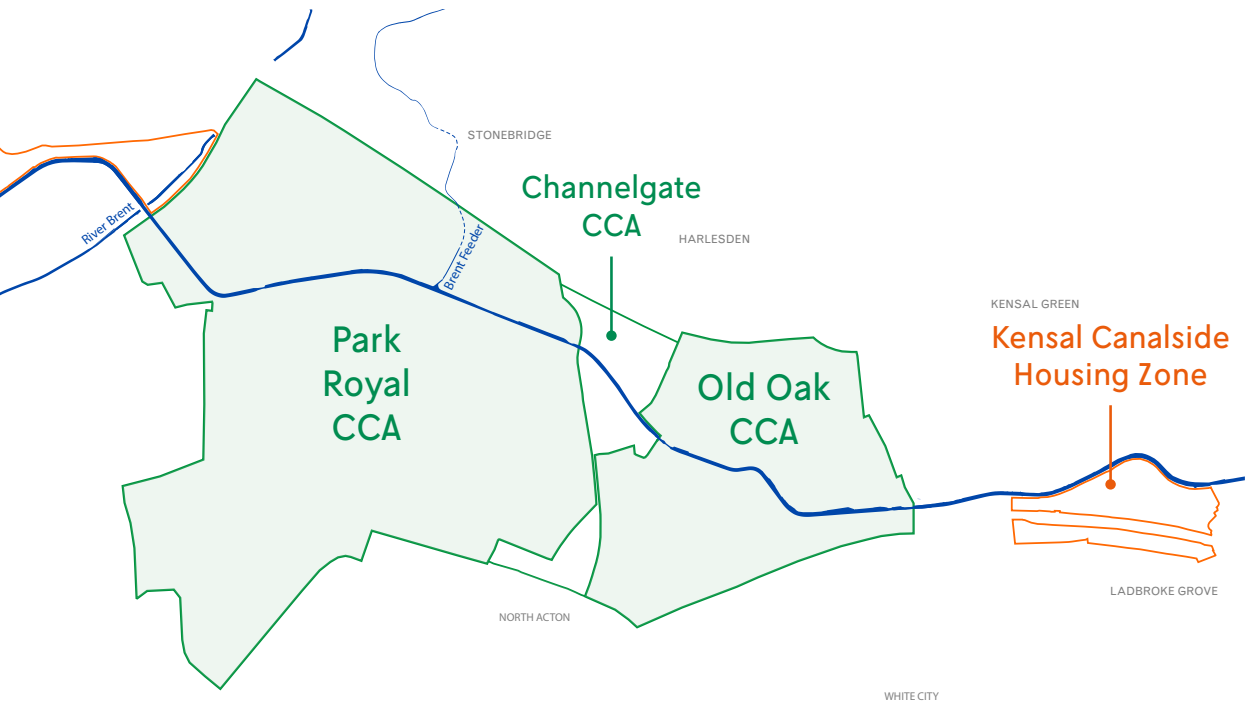 STONEBRIDGE
Channelgate
CCA
HARLESDEN
River Brent
Brent Feeder
KENSAL GREEN
Kensal Canalside
Housing Zone
Park
Royal
CCA
Old Oak
CCA
LADBROKE GROVE
NORTH ACTON
WHITE CITY